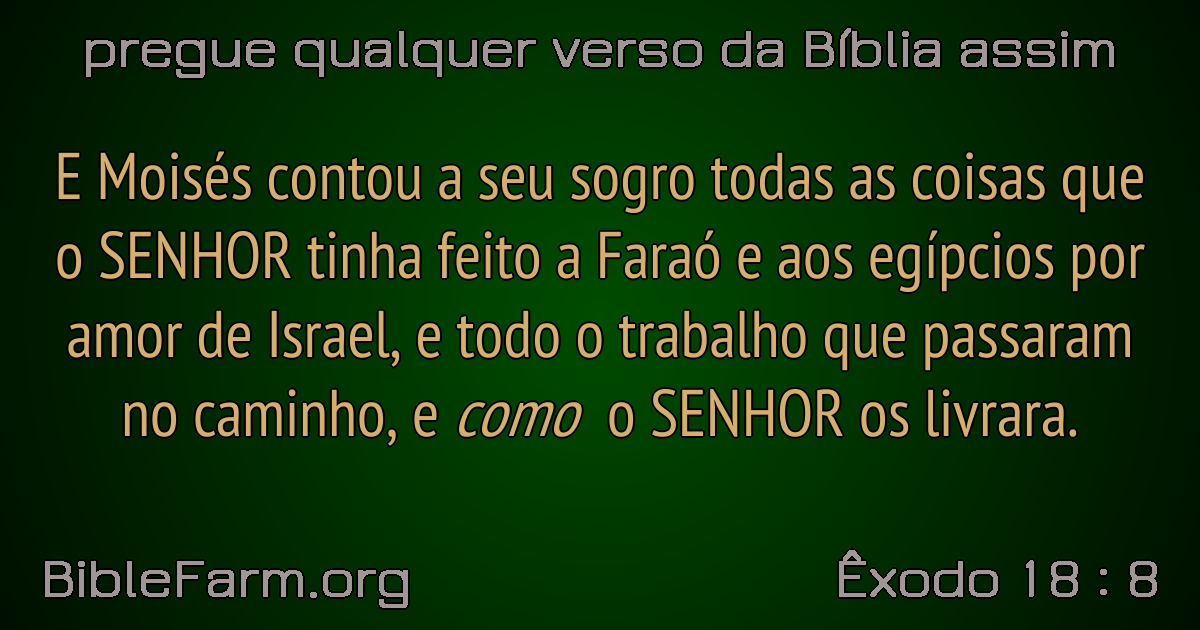 pregue qualquer verso da Bíblia assim
E Moisés contou a seu sogro todas as coisas que
o SENHOR tinha feito a Faraó e aos egípcios por
amor de Israel, e todo o trabalho que passaram
no caminho, e como o SENHOR os livrara.
BibleFarm.org
Êxodo 18 : 8